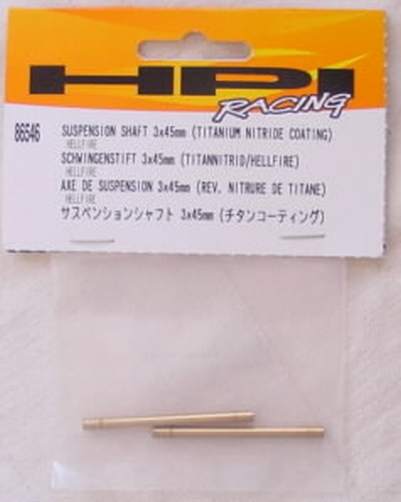 HPI
RACING
86546 SUSPENSION SHAFT 3x45mm (TITANIUM NITRIDE COATING)
HELLFIRE
SCHWINGENSTIFT 3x45mm (TITANNITRID/HELLFIRE)
HELLFIRE
AXE DE SUSPENSION 3x45mm (REV. NITRURE DE TITANE)
HELLFIRE
サスペンションシャフト 3x45mm (チタンコーティング)